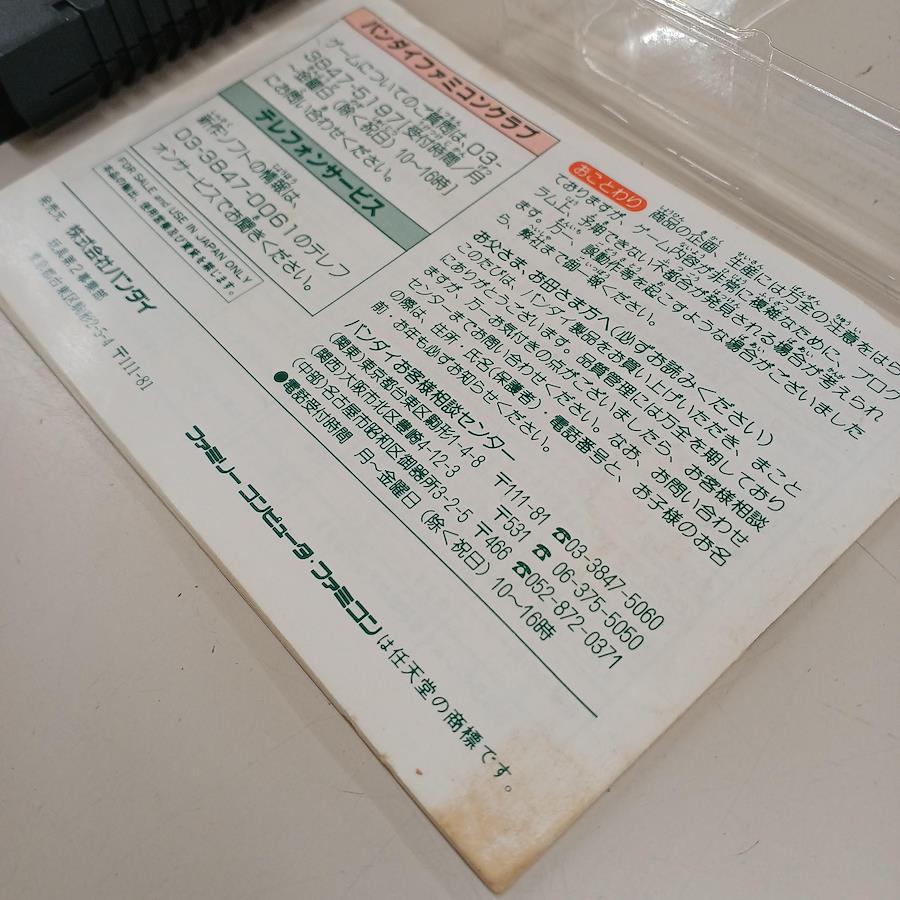 バンダイファミコンクラブ
ゲームについてのご質問は、03-
3847-5197(受付時間/月
~金曜日(除く祝日)10~16時)
にお問い合わせください。
テレフォンサービス
新作ソフトの情報は、
03-3847-0061のテレフ
ォンサービスでお聞きください。
FOR SALE and USE IN JAPAN ONLY
本品の輸出、使用営業及び賃貸を禁じます。
発売元 株式会社バンダイ
玩具第2事業部
東京都台東区駒形2-5-4 〒111-81
おことわり
商品の企画、生産には万全の注意をはら
っておりますが、ゲーム内容が非常に複雑なために、プログ
ラム上、予期できない不都合が発見される場合が考えられ
ます。万一、誤動作等を起こすような場合がございました
ら、弊社までご一報ください。
お父さま、お母さま方へ(必ずお読みください)
このたびは、バンダイ製品をお買い上げいただき、まこと
にありがとうございます。品質管理には万全を期しており
ますが、万一お気付きの点がございましたら、お客様相談
センターまでお問い合わせください。なお、お問い合わせ
の際は、住所・氏名(保護者)・電話番号と、お子様のお名
前・お年も必ずお知らせください。
バンダイお客様相談センター
(関東)東京都台東区駒形1-4-8 〒111-81 ☎03-3847-5060
(関西)大阪市北区豊崎4-12-3 〒531 ☎06-375-5050
(中部)名古屋市昭和区御器所3-2-5 〒466 ☎052-872-0371
●電話受付時間 月~金曜日(除く祝日)10~16時
ファミリーコンピュータ・ファミコンは任天堂の商標です。